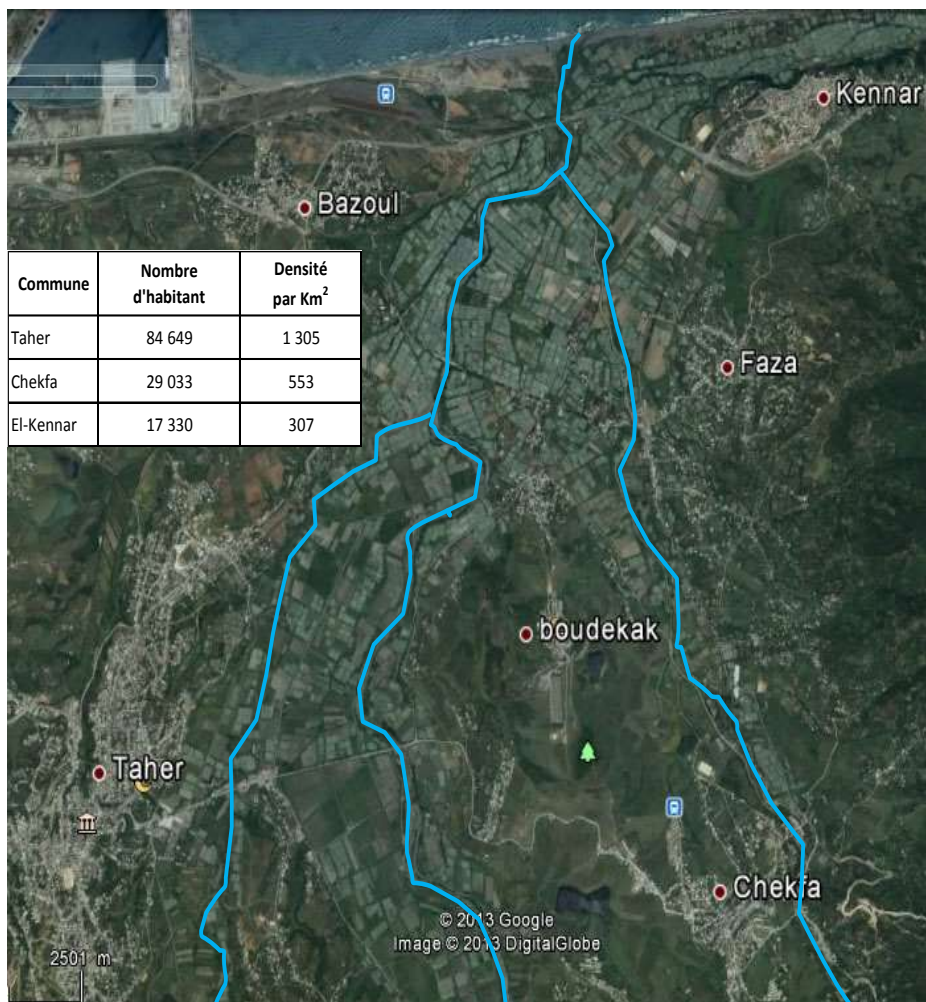 Kennar
Bazoul
Commune Nombre d'habitant Densité par Km²
Taher 84 649 1 305
Chekfa 29 033 553
El-Kennar 17 330 307
Faza
boudekak
Taher
Chekfa
© 2013 Google
Image © 2013 DigitalGlobe
2501 m